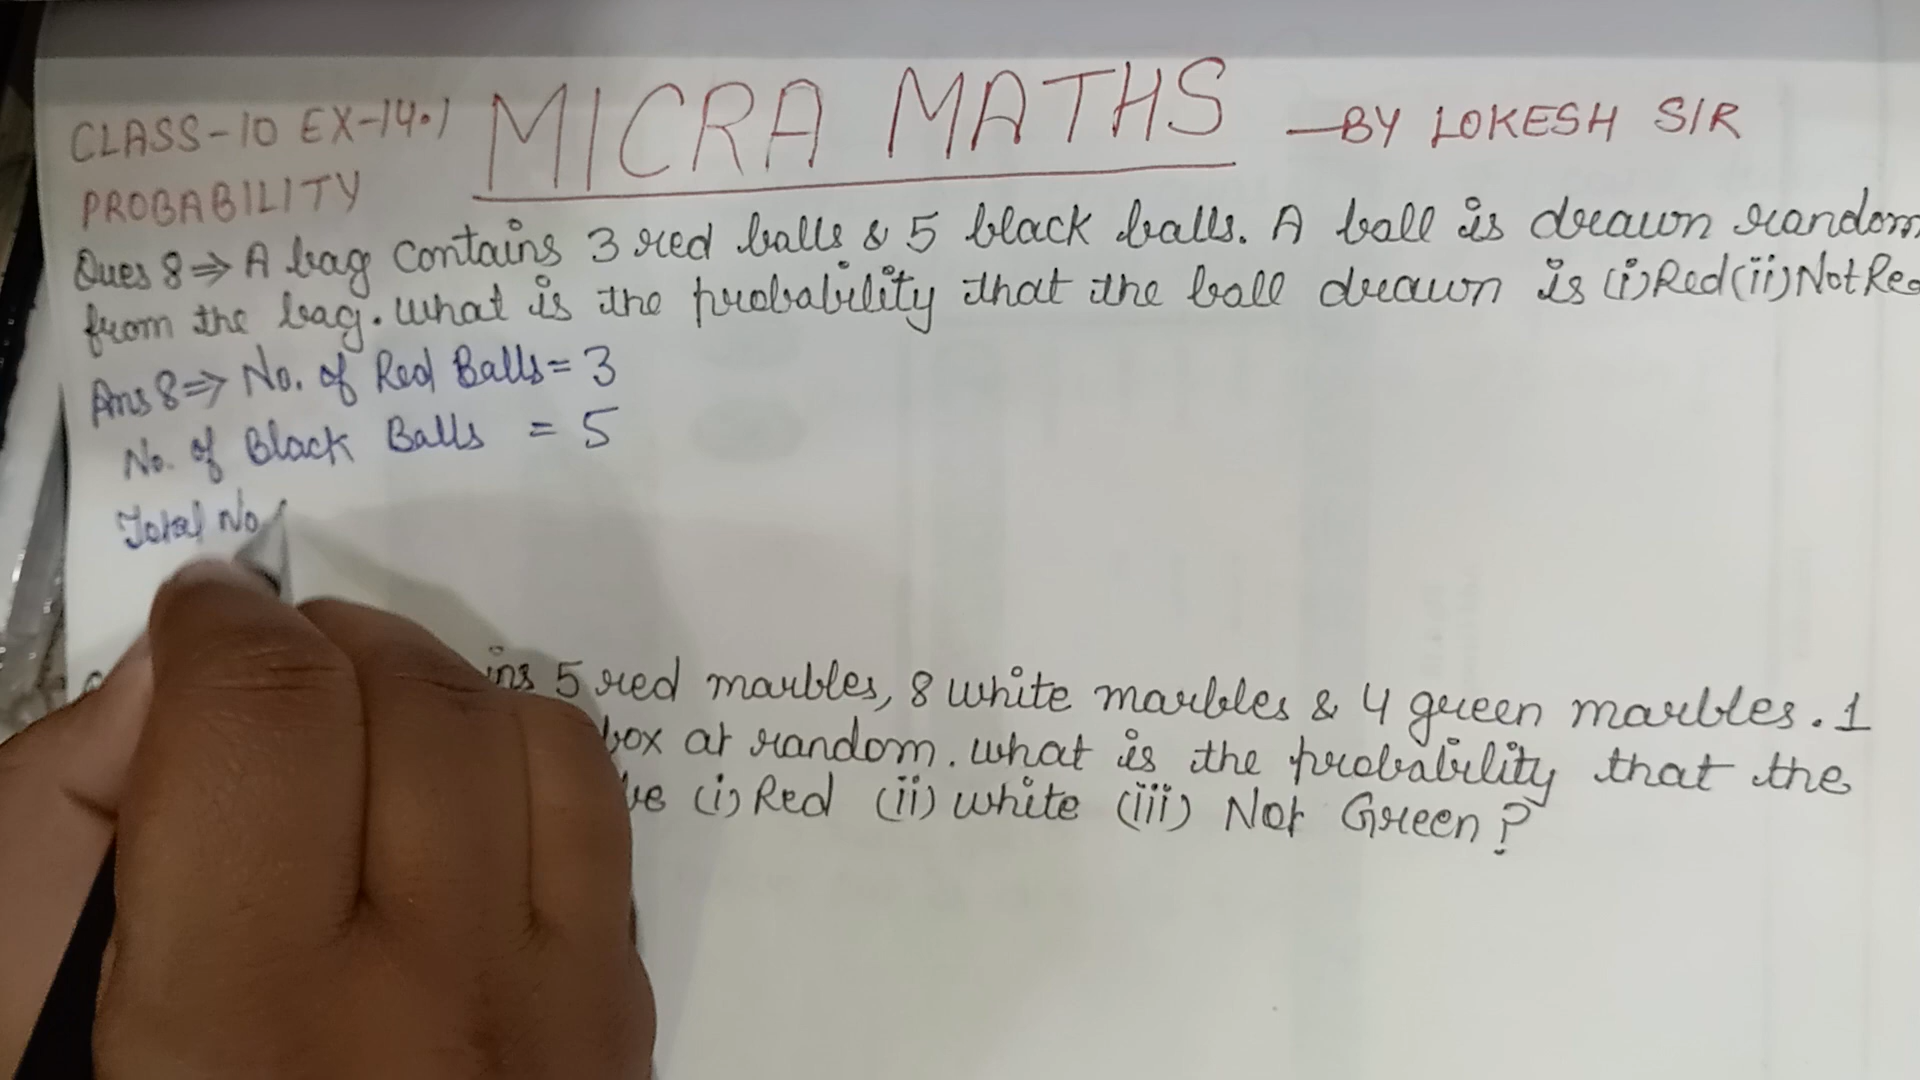 CLASS-10 EX-14.1 MICRA MATHS -BY LOKESH SIR
PROBABILITY
Ques 8⇒ A bag contains 3 red balls & 5 black balls. A ball is drawn random
from the bag. what is the probability that the ball drawn is (i) Red (ii) Not Red
Ans 8⇒ No. of Red Balls = 3
No. of Black Balls = 5
Total No
5 red marbles, 8 white marbles & 4 green marbles. 1
box at random. what is the probability that the
(i) Red (ii) white (iii) Not Green?